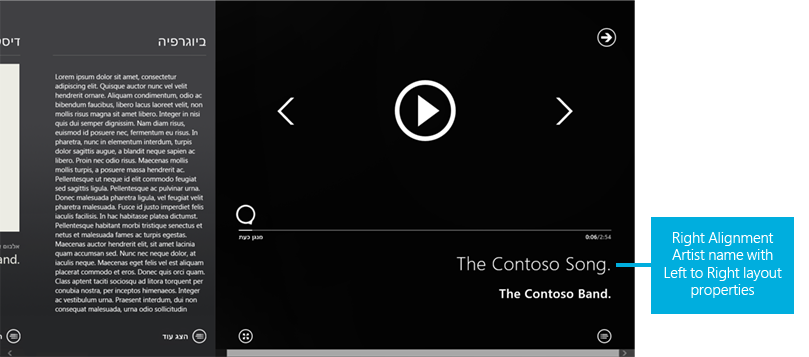 דיס
ביוגרפיה
Lorem ipsum dolor sit amet, consectetur
adipiscing elit. Quisque auctor nunc vel velit
hendrerit ornare. Aliquam condimentum, odio ac
bibendum faucibus, libero lacus laoreet velit, non
mollis risus magna sit amet libero. Integer in nisi
quis dui semper dignissim. Nam diam risus,
euismod id posuere nec, fermentum eu risus. In
pharetra, nunc in elementum interdum, turpis
dolor sagittis augue, a blandit neque sapien ac
libero. Proin nec odio risus. Maecenas mollis
mollis turpis, a posuere massa hendrerit ac.
Pellentesque ut neque id elit commodo feugiat
sed sagittis ligula. Pellentesque ac pulvinar urna.
Donec malesuada pharetra ligula, vel feugiat velit
pharetra malesuada. Fusce id justo imperdiet felis
iaculis facilisis. In hac habitasse platea dictumst.
Pellentesque habitant morbi tristique senectus et
netus et malesuada fames ac turpis egestas.
Maecenas auctor hendrerit elit, sit amet lacinia
quam accumsan sed. Nunc nec neque dolor, at
iaculis neque. Maecenas eget felis vel est aliquam
placerat commodo et eros. Donec quis orci quam.
Class aptent taciti sociosqu ad litora torquent per
conubia nostra, per inceptos himenaeos. Integer
ac vestibulum urna. Praesent interdum, dui non
consequat malesuada, urna odio sollicitudin
אלבום
and.
הצג עוד
מנגן כעת
0:06/2:54
The Contoso Song.
The Contoso Band.
Right Alignment
Artist name with
Left to Right layout
properties